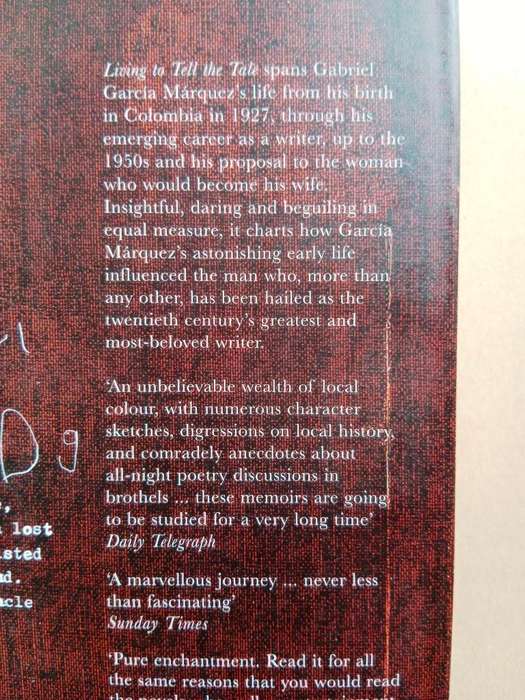 Living to Tell the Tale spans Gabriel
García Márquez's life from his birth
in Colombia in 1927, through his
emerging career as a writer, up to the
1950s and his proposal to the woman
who would become his wife.
Insightful, daring and beguiling in
equal measure, it charts how García
Márquez's astonishing early life
influenced the man who, more than
any other, has been hailed as the
twentieth century's greatest and
most-beloved writer.
'An unbelievable wealth of local
colour, with numerous character
sketches, digressions on local history,
and comradely anecdotes about
all-night poetry discussions in
brothels ... these memoirs are going
to be studied for a very long time'
Daily Telegraph
'A marvellous journey ... never less
than fascinating'
Sunday Times
'Pure enchantment. Read it for all
the same reasons that you would read
lost